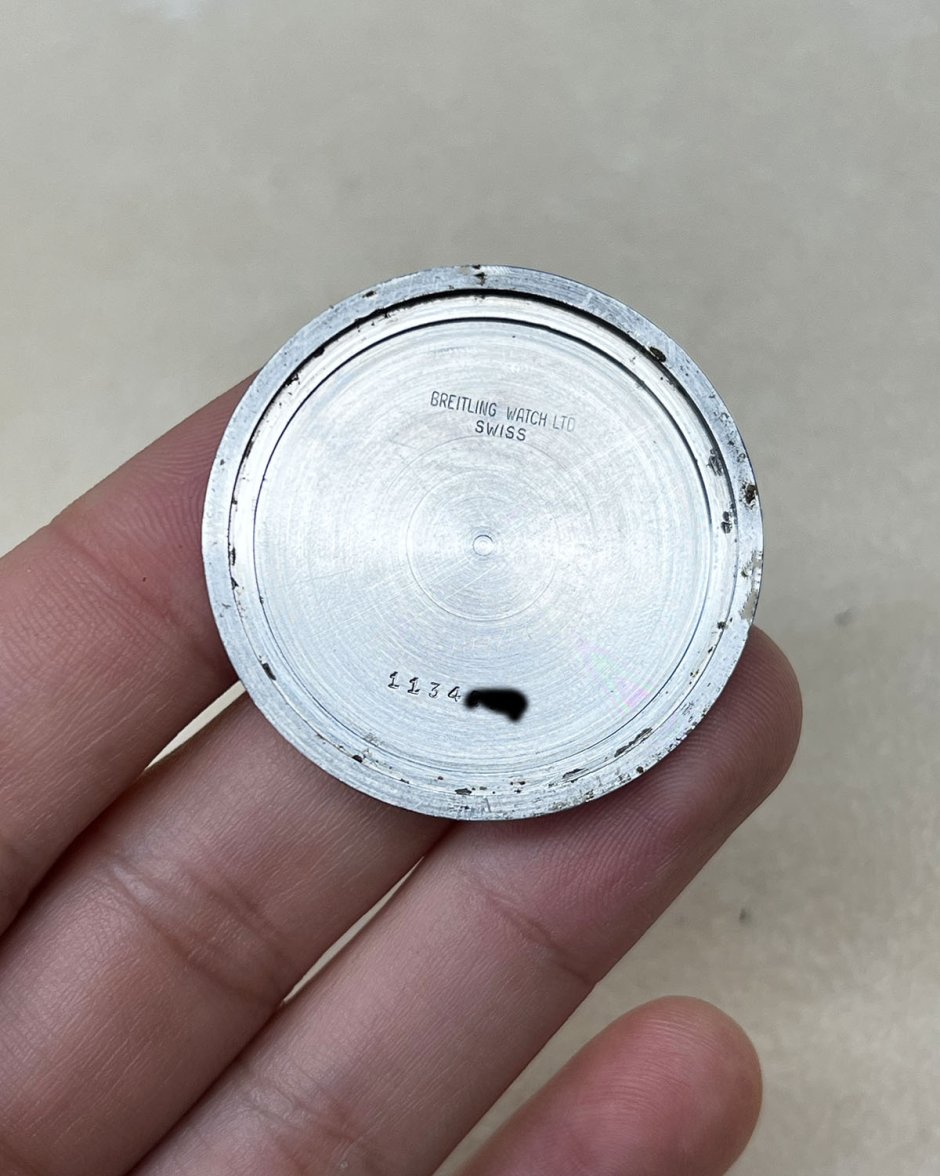 BREITLING WATCH LTD
SWISS
1134